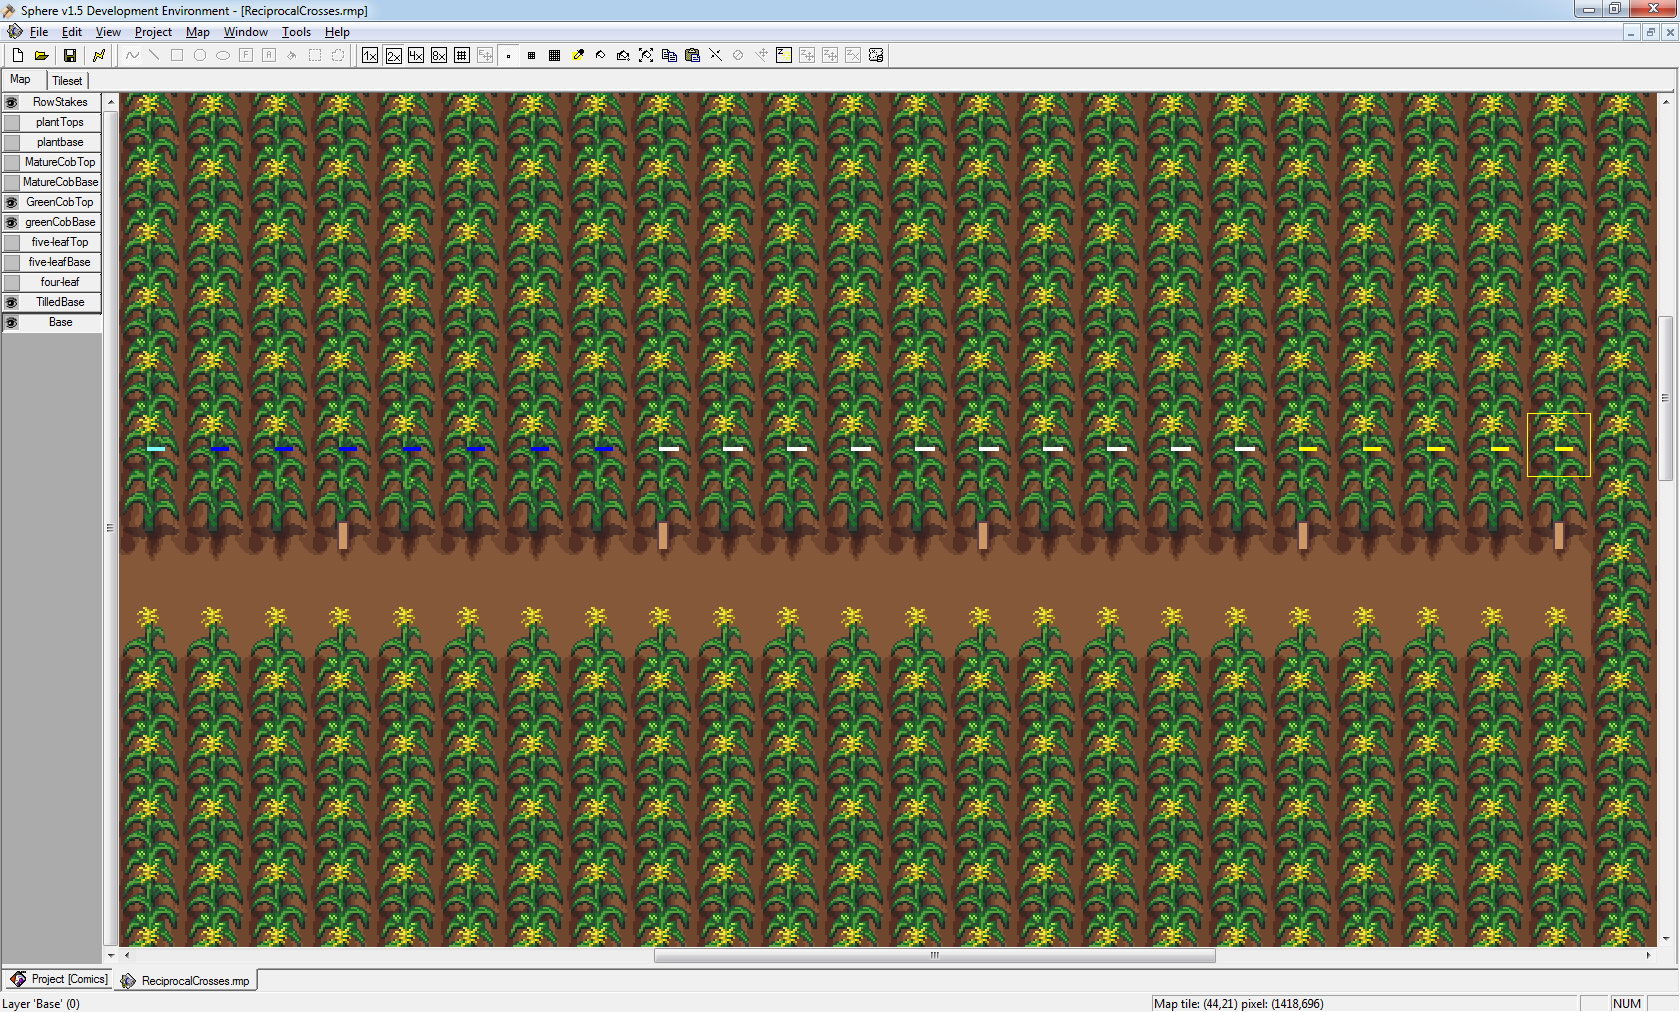 Sphere v1.5 Development Environment - [ReciprocalCrosses.rmp]
File Edit View Project Map Window Tools Help
1x 2x 4x 8x
Map Tileset
RowStakes
plantTops
plantbase
MatureCobTop
MatureCobBase
GreenCobTop
greenCobBase
five-leafTop
five-leafBase
four-leaf
TilledBase
Base
Project [Comics] ReciprocalCrosses.rmp
Layer 'Base' (0) Map tile: (44,21) pixel: (1418,696) NUM